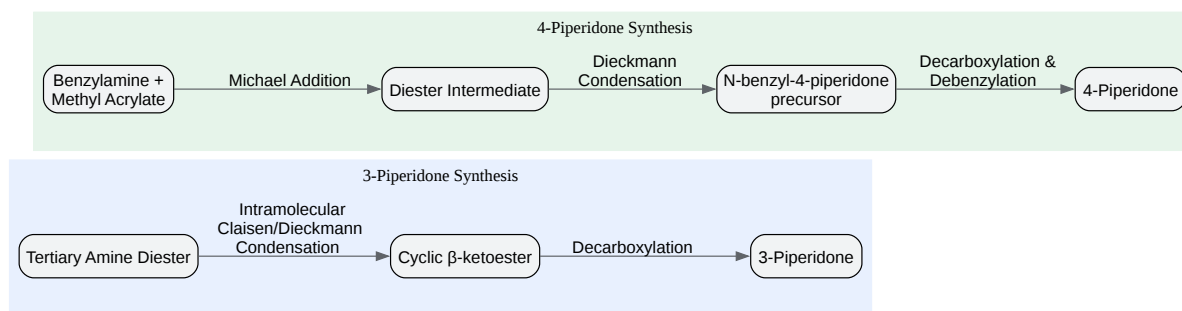 4-Piperidone Synthesis
Benzylamine +
Methyl Acrylate
Michael Addition
Diester Intermediate
Dieckmann
Condensation
N-benzyl-4-piperidone
precursor
Decarboxylation &
Debenzylation
4-Piperidone
3-Piperidone Synthesis
Tertiary Amine Diester
Intramolecular
Claisen/Dieckmann
Condensation
Cyclic β-ketoester
Decarboxylation
3-Piperidone